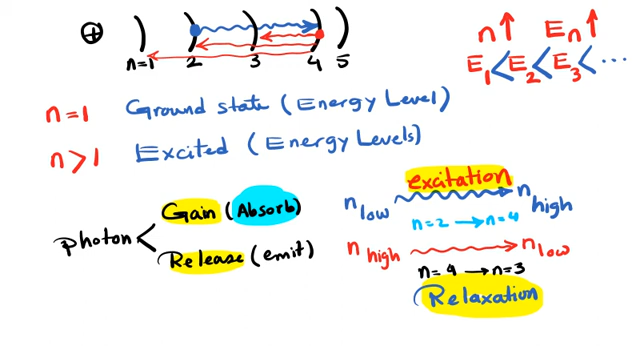 ⊕
n=1 2 3 4 5
n↑ En↑
E1<E2<E3<...
n=1 Ground state (Energy Level)
n>1 Excited (Energy Levels)
photon
Gain (Absorb)
Release (emit)
excitation
nlow nhigh
n=2 → n=4
nhigh nlow
n=4 → n=3
Relaxation